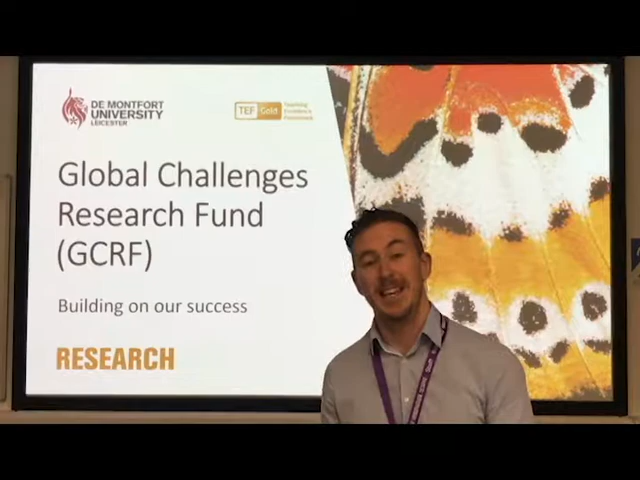 DE MONTFORT
UNIVERSITY
LEICESTER
TEF Gold
Global Challenges
Research Fund
(GCRF)
Building on our success
RESEARCH